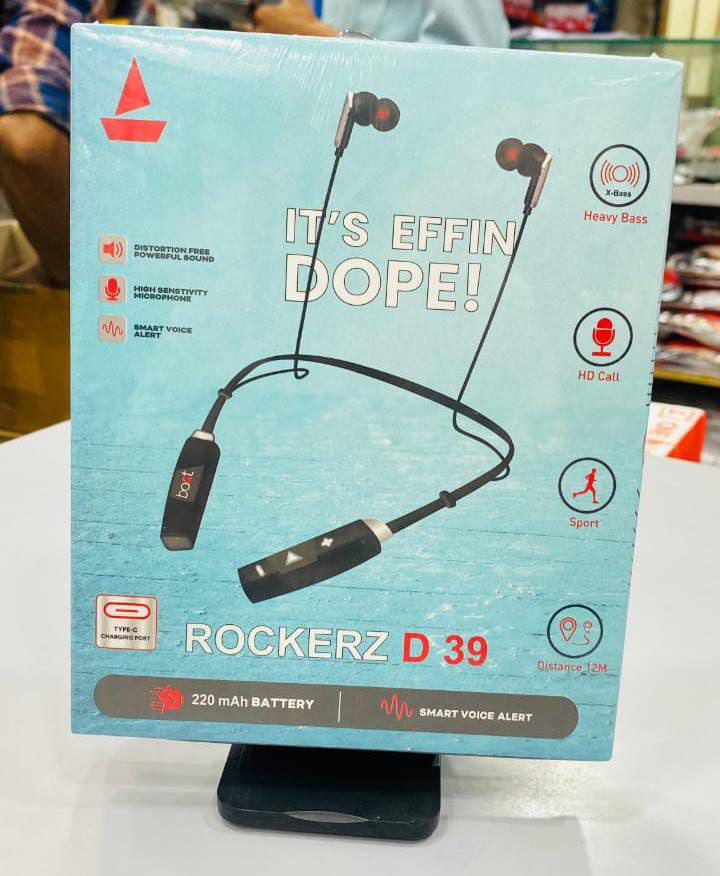 IT'S EFFIN
DOPE!
DISTORTION FREE
POWERFUL SOUND
HIGH SENSTIVITY
MICROPHONE
SMART VOICE
ALERT
X-Bass
Heavy Bass
HD Call
Sport
Distance 12M
boat
TYPE-C
CHARGING PORT
ROCKERZ D 39
220 mAh BATTERY
SMART VOICE ALERT